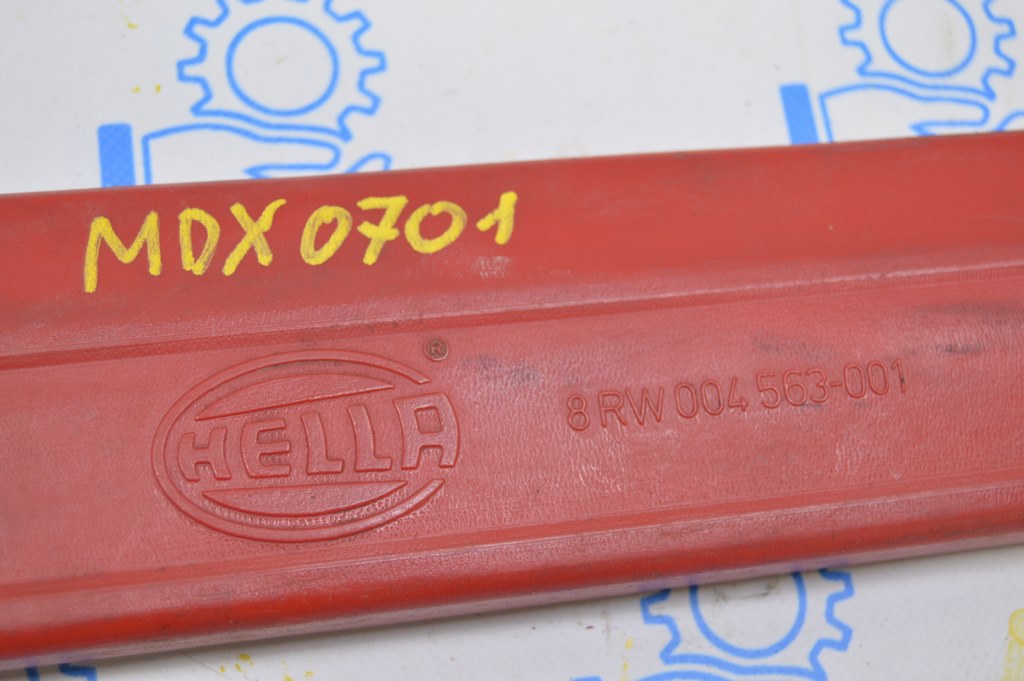 MDX0701
®
HELLA
8 RW 004 563-001